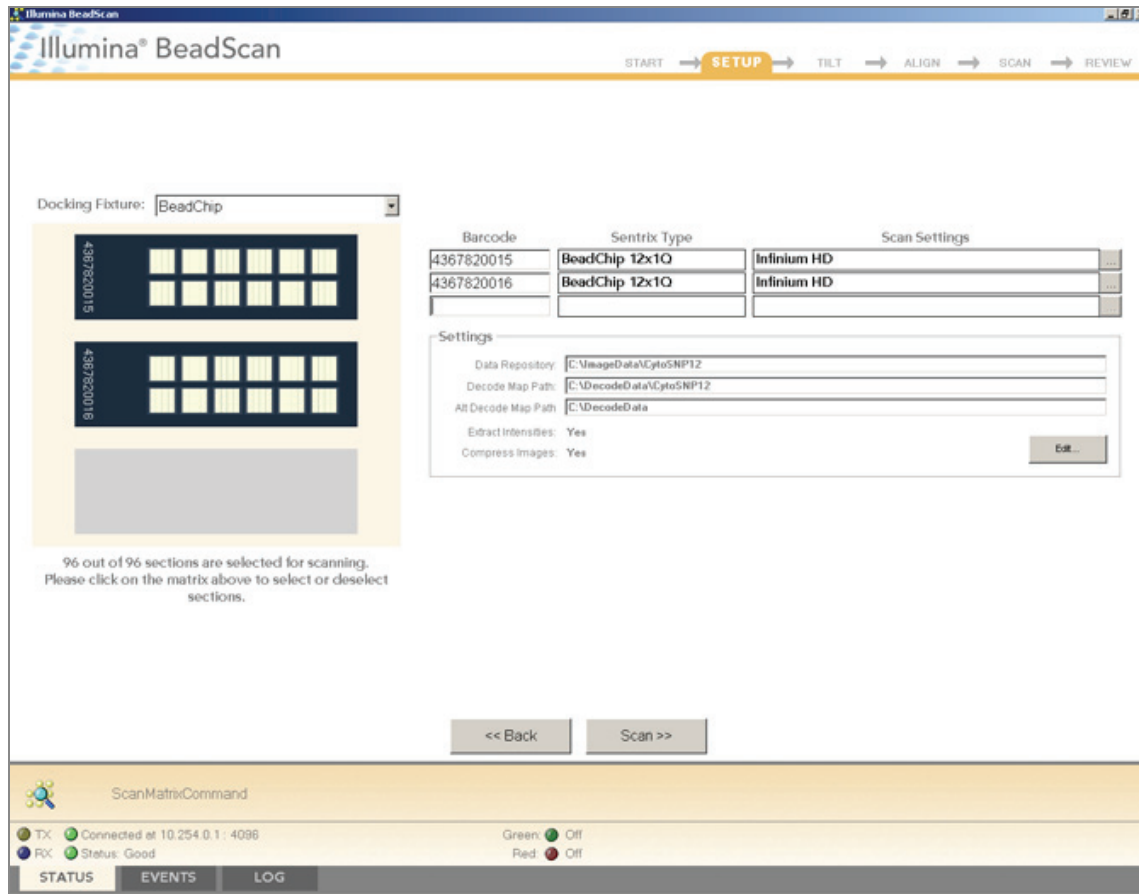 Illumina BeadScan
Illumina® BeadScan
START SETUP TILT ALIGN SCAN REVIEW
Docking Fixture: BeadChip
4367820015
4367820016
96 out of 96 sections are selected for scanning.
Please click on the matrix above to select or deselect
sections.
Barcode Sentrix Type Scan Settings
4367820015 BeadChip 12x1Q Infinium HD ...
4367820016 BeadChip 12x1Q Infinium HD ...
...
Settings
Data Repository: C:\ImageData\CytoSNP12
Decode Map Path: C:\DecodeData\CytoSNP12
Alt Decode Map Path C:\DecodeData
Extract Intensities: Yes
Compress Images: Yes
Edit...
<< Back Scan >>
ScanMatrixCommand
TX Connected at 10.254.0.1 : 4096 Green: Off
RX Status: Good Red: Off
STATUS EVENTS LOG